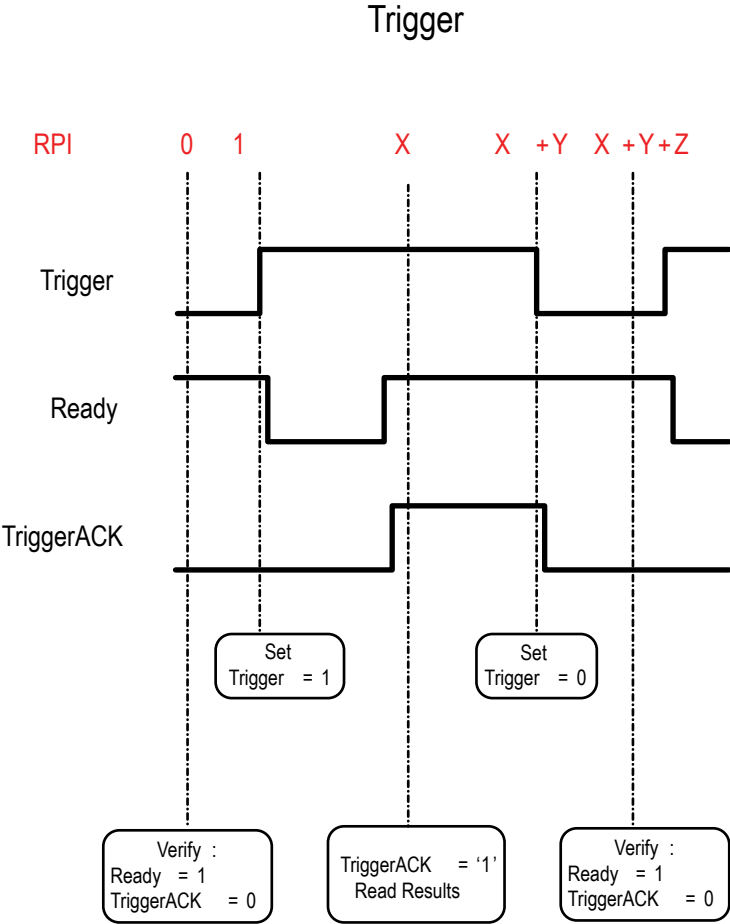 Trigger
RPI 0 1 X X +Y X +Y+Z
Trigger
Ready
TriggerACK
Set
Trigger = 1
Set
Trigger = 0
Verify :
Ready = 1
TriggerACK = 0
TriggerACK = ‘1’
Read Results
Verify :
Ready = 1
TriggerACK = 0